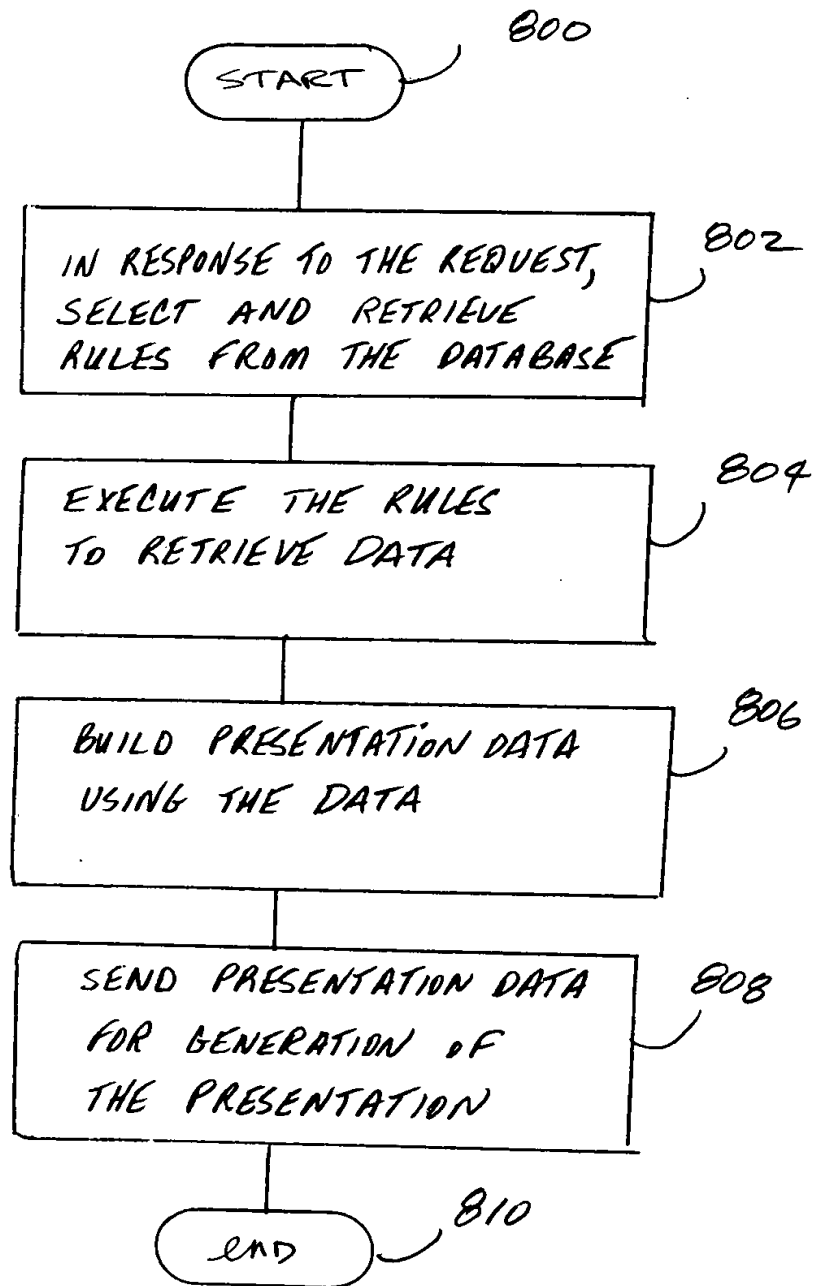 800
START
802
IN RESPONSE TO THE REQUEST,
SELECT AND RETRIEVE
RULES FROM THE DATABASE
804
EXECUTE THE RULES
TO RETRIEVE DATA
806
BUILD PRESENTATION DATA
USING THE DATA
808
SEND PRESENTATION DATA
FOR GENERATION OF
THE PRESENTATION
810
END